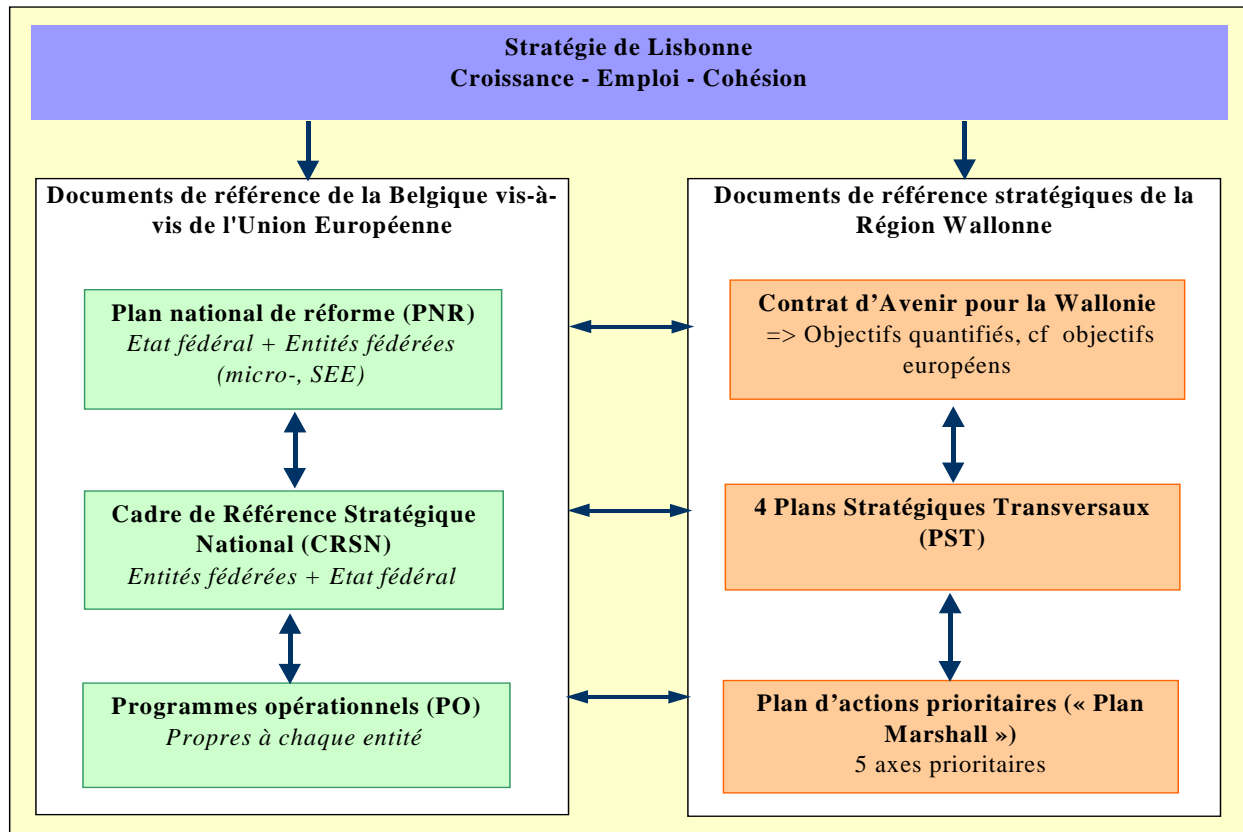 Stratégie de Lisbonne
Croissance - Emploi - Cohésion
Documents de référence de la Belgique vis-à-
vis de l'Union Européenne
Plan national de réforme (PNR)
Etat fédéral + Entités fédérées
(micro-, SEE)
Cadre de Référence Stratégique
National (CRSN)
Entités fédérées + Etat fédéral
Programmes opérationnels (PO)
Propres à chaque entité
Documents de référence stratégiques de la
Région Wallonne
Contrat d’Avenir pour la Wallonie
=> Objectifs quantifiés, cf objectifs
européens
4 Plans Stratégiques Transversaux
(PST)
Plan d’actions prioritaires (« Plan
Marshall »)
5 axes prioritaires